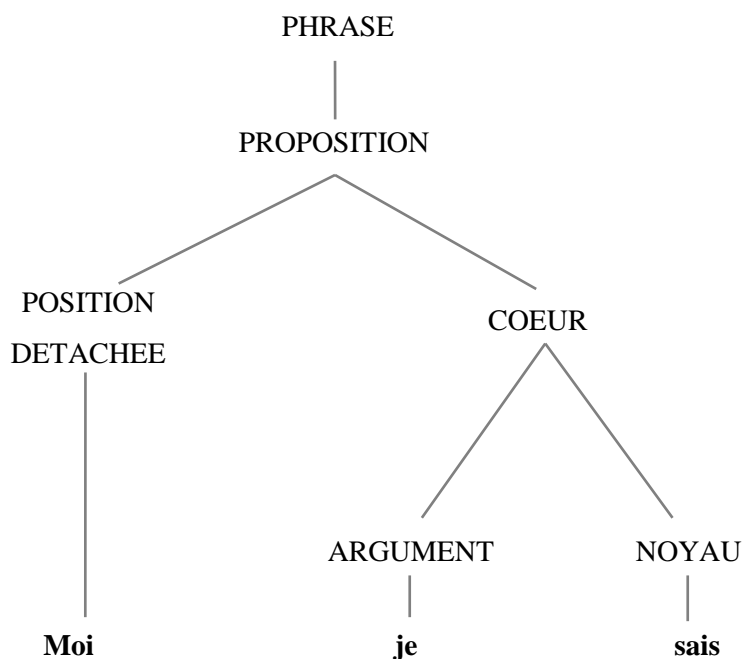 PHRASE
PROPOSITION
POSITION
DETACHEE
COEUR
ARGUMENT NOYAU
Moi je sais